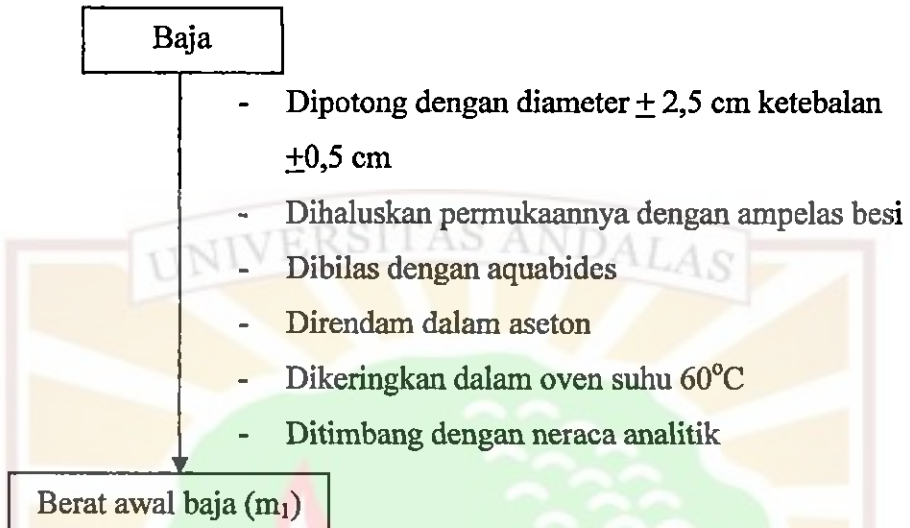 Baja
- Dipotong dengan diameter ± 2,5 cm ketebalan
±0,5 cm
- Dihaluskan permukaannya dengan ampelas besi
UNIVERSITAS ANDALAS
- Dibilas dengan aquabides
- Direndam dalam aseton
- Dikeringkan dalam oven suhu 60°C
- Ditimbang dengan neraca analitik
Berat awal baja (m₁)